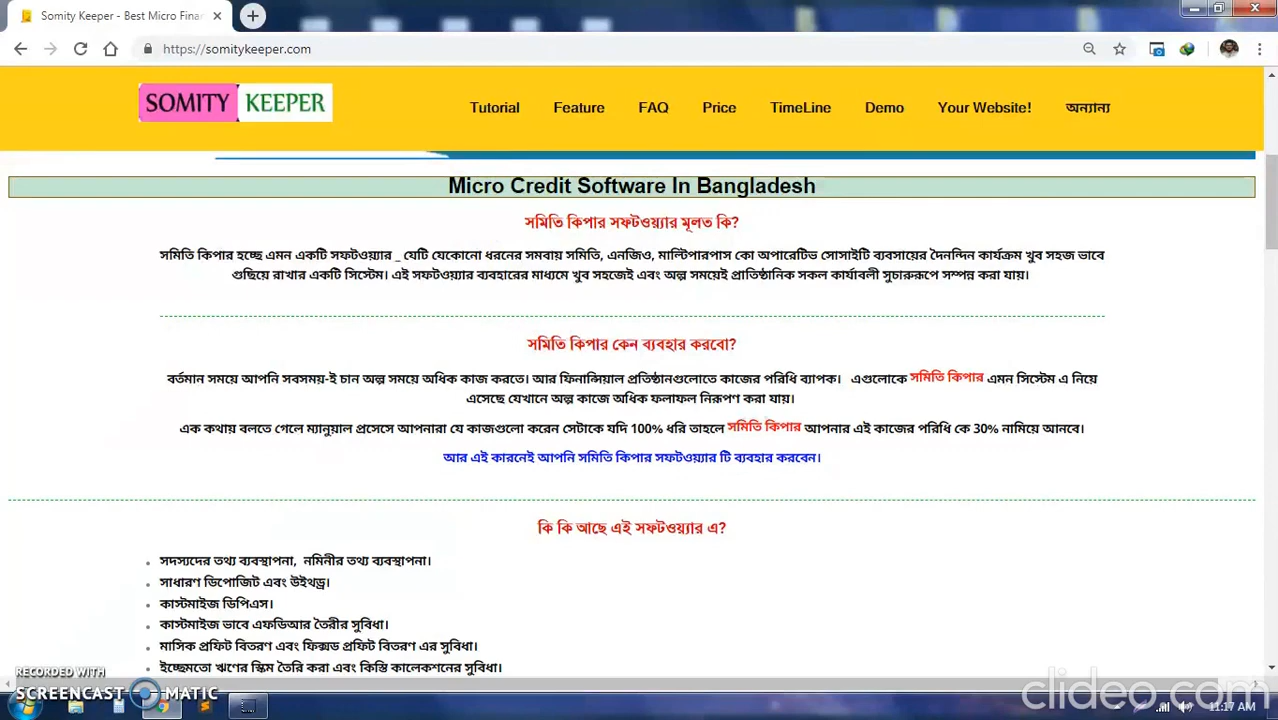 Somity Keeper - Best Micro Finan
https://somitykeeper.com
SOMITY KEEPER
Tutorial Feature FAQ Price TimeLine Demo Your Website! অন্যান্য
Micro Credit Software In Bangladesh
সমিতি কিপার সফটওয়্যার মূলত কি?
সমিতি কিপার হচ্ছে এমন একটি সফটওয়্যার _ যেটি যেকোনো ধরনের সমবায় সমিতি, এনজিও, মাল্টিপারপাস কো অপারেটিভ সোসাইটি ব্যবসায়ের দৈনন্দিন কার্যক্রম খুব সহজ ভাবে
গুছিয়ে রাখার একটি সিস্টেম। এই সফটওয়্যার ব্যবহারের মাধ্যমে খুব সহজেই এবং অল্প সময়েই প্রাতিষ্ঠানিক সকল কার্যাবলী সুচারুরূপে সম্পন্ন করা যায়।
সমিতি কিপার কেন ব্যবহার করবো?
বর্তমান সময়ে আপনি সবসময়-ই চান অল্প সময়ে অধিক কাজ করতে। আর ফিনান্সিয়াল প্রতিষ্ঠানগুলোতে কাজের পরিধি ব্যাপক। এগুলোকে সমিতি কিপার এমন সিস্টেম এ নিয়ে
এসেছে যেখানে অল্প কাজে অধিক ফলাফল নিরূপণ করা যায়।
এক কথায় বলতে গেলে ম্যানুয়াল প্রসেসে আপনারা যে কাজগুলো করেন সেটাকে যদি 100% ধরি তাহলে সমিতি কিপার আপনার এই কাজের পরিধি কে 30% নামিয়ে আনবে।
আর এই কারনেই আপনি সমিতি কিপার সফটওয়্যার টি ব্যবহার করবেন।
কি কি আছে এই সফটওয়্যার এ?
সদস্যদের তথ্য ব্যবস্থাপনা, নমিনীর তথ্য ব্যবস্থাপনা।
সাধারণ ডিপোজিট এবং উইথড্র।
কাস্টমাইজ ডিপিএস।
কাস্টমাইজ ভাবে এফডিআর তৈরীর সুবিধা।
মাসিক প্রফিট বিতরণ এবং ফিক্সড প্রফিট বিতরণ এর সুবিধা।
ইচ্ছেমতো ঋণের স্কিম তৈরি করা এবং কিস্তি কালেকশনের সুবিধা।
RECORDED WITH
SCREENCAST MATIC
clideo.com
11:17 AM